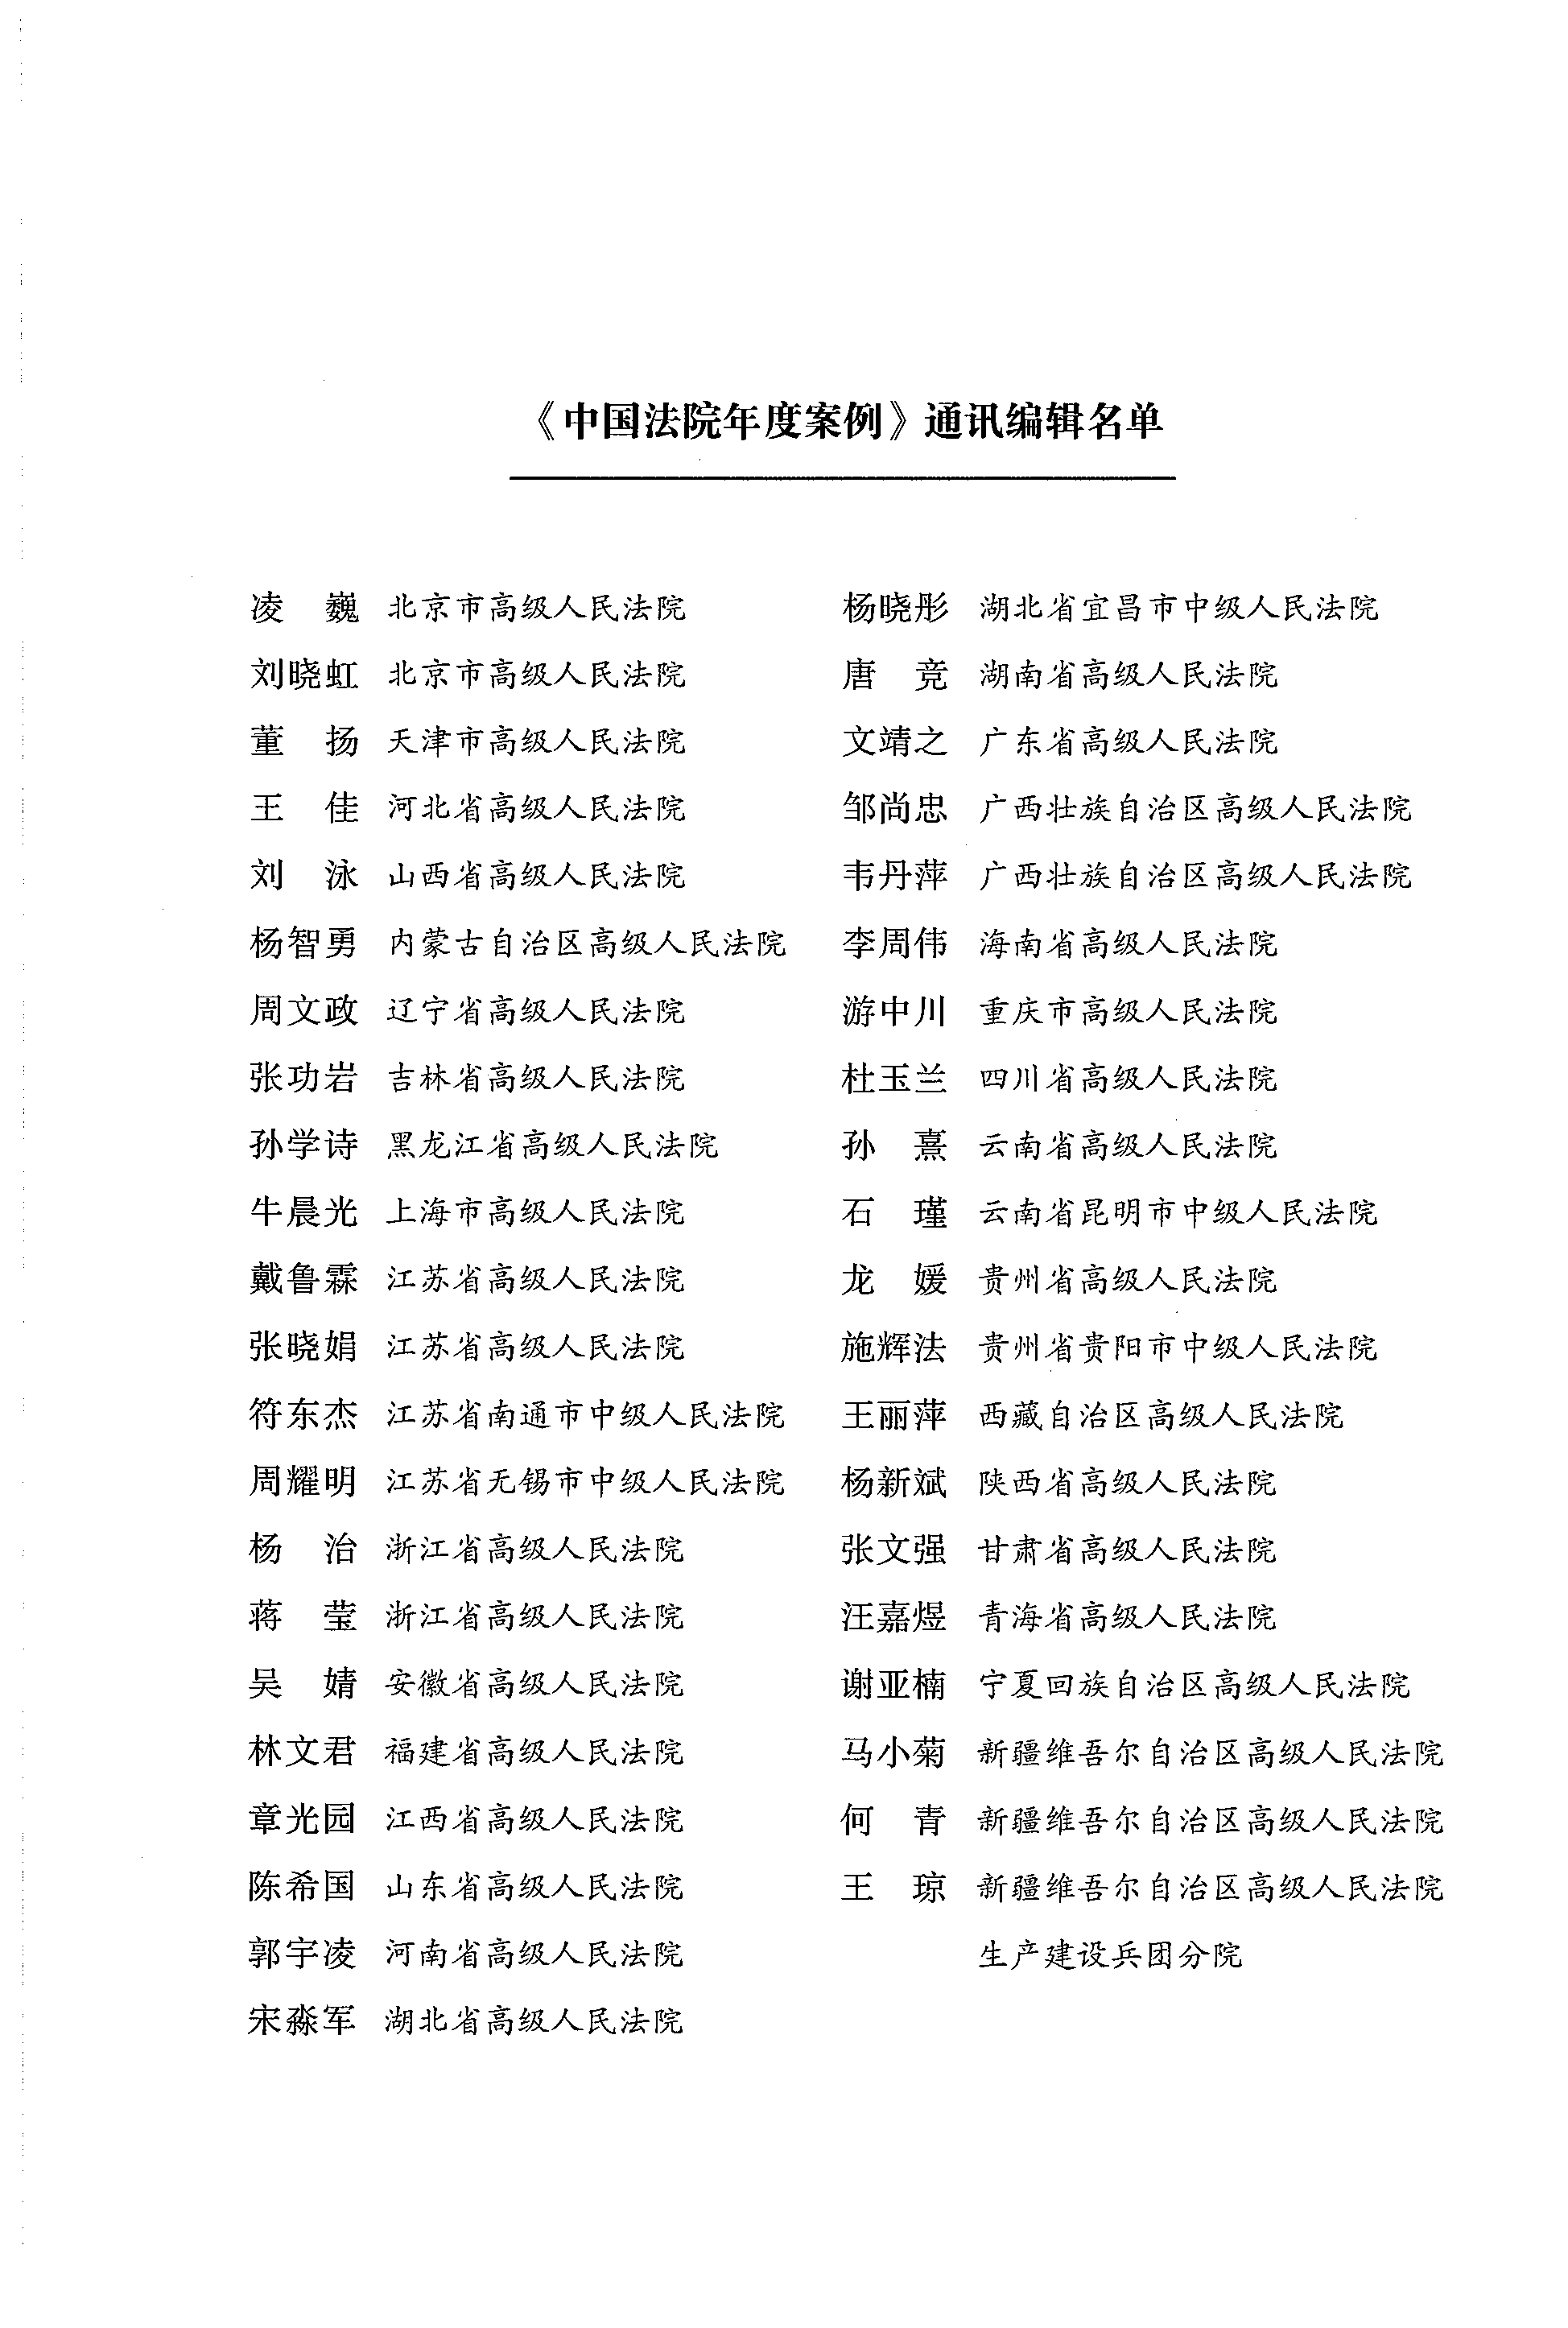 《中国法院年度案例》通讯编辑名单
凌　巍 北京市高级人民法院
刘晓虹 北京市高级人民法院
董　扬 天津市高级人民法院
王　佳 河北省高级人民法院
刘　泳 山西省高级人民法院
杨智勇 内蒙古自治区高级人民法院
周文政 辽宁省高级人民法院
张功岩 吉林省高级人民法院
孙学诗 黑龙江省高级人民法院
牛晨光 上海市高级人民法院
戴鲁霖 江苏省高级人民法院
张晓娟 江苏省高级人民法院
符东杰 江苏省南通市中级人民法院
周耀明 江苏省无锡市中级人民法院
杨　治 浙江省高级人民法院
蒋　莹 浙江省高级人民法院
吴　婧 安徽省高级人民法院
林文君 福建省高级人民法院
章光园 江西省高级人民法院
陈希国 山东省高级人民法院
郭宇凌 河南省高级人民法院
宋淼军 湖北省高级人民法院
杨晓彤 湖北省宜昌市中级人民法院
唐　竞 湖南省高级人民法院
文靖之 广东省高级人民法院
邹尚忠 广西壮族自治区高级人民法院
韦丹萍 广西壮族自治区高级人民法院
李周伟 海南省高级人民法院
游中川 重庆市高级人民法院
杜玉兰 四川省高级人民法院
孙　熹 云南省高级人民法院
石　瑾 云南省昆明市中级人民法院
龙　媛 贵州省高级人民法院
施辉法 贵州省贵阳市中级人民法院
王丽萍 西藏自治区高级人民法院
杨新斌 陕西省高级人民法院
张文强 甘肃省高级人民法院
汪嘉煜 青海省高级人民法院
谢亚楠 宁夏回族自治区高级人民法院
马小菊 新疆维吾尔自治区高级人民法院
何　青 新疆维吾尔自治区高级人民法院
王　琼 新疆维吾尔自治区高级人民法院
生产建设兵团分院